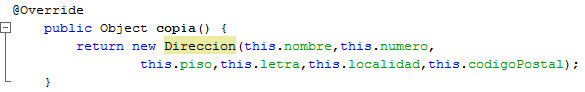 @Override
public Object copia() {
return new Direccion(this.nombre,this.numero,
this.piso,this.letra,this.localidad,this.codigoPostal);
}